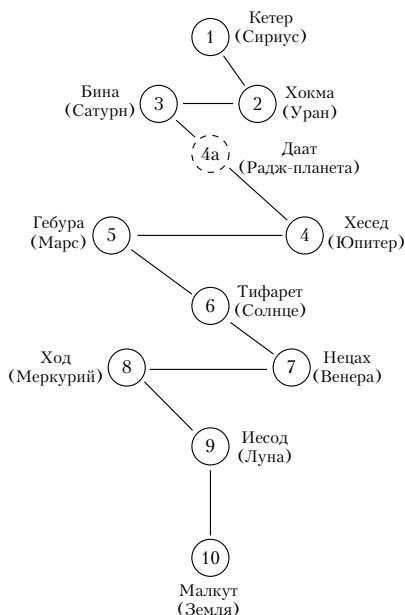 Кетер
(Сириус)
1
Бина
(Сатурн)
3
2
Хокма
(Уран)
4а
Даат
(Радж-планета)
Гебура
(Марс)
5
4
Хесед
(Юпитер)
6
Тифарет
(Солнце)
Ход
(Меркурий)
8
7
Нецах
(Венера)
9
Иесод
(Луна)
10
Малкут
(Земля)